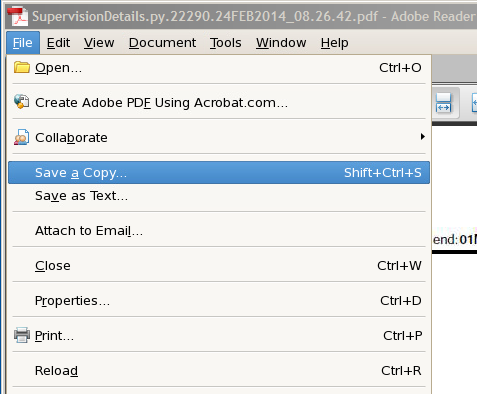 SupervisionDetails.py.22290.24FEB2014_08.26.42.pdf - Adobe Reader
File Edit View Document Tools Window Help
Open... Ctrl+O
Create Adobe PDF Using Acrobat.com...
Collaborate
Save a Copy... Shift+Ctrl+S
Save as Text...
Attach to Email...
end:01
Close Ctrl+W
Properties... Ctrl+D
Print... Ctrl+P
Reload Ctrl+R